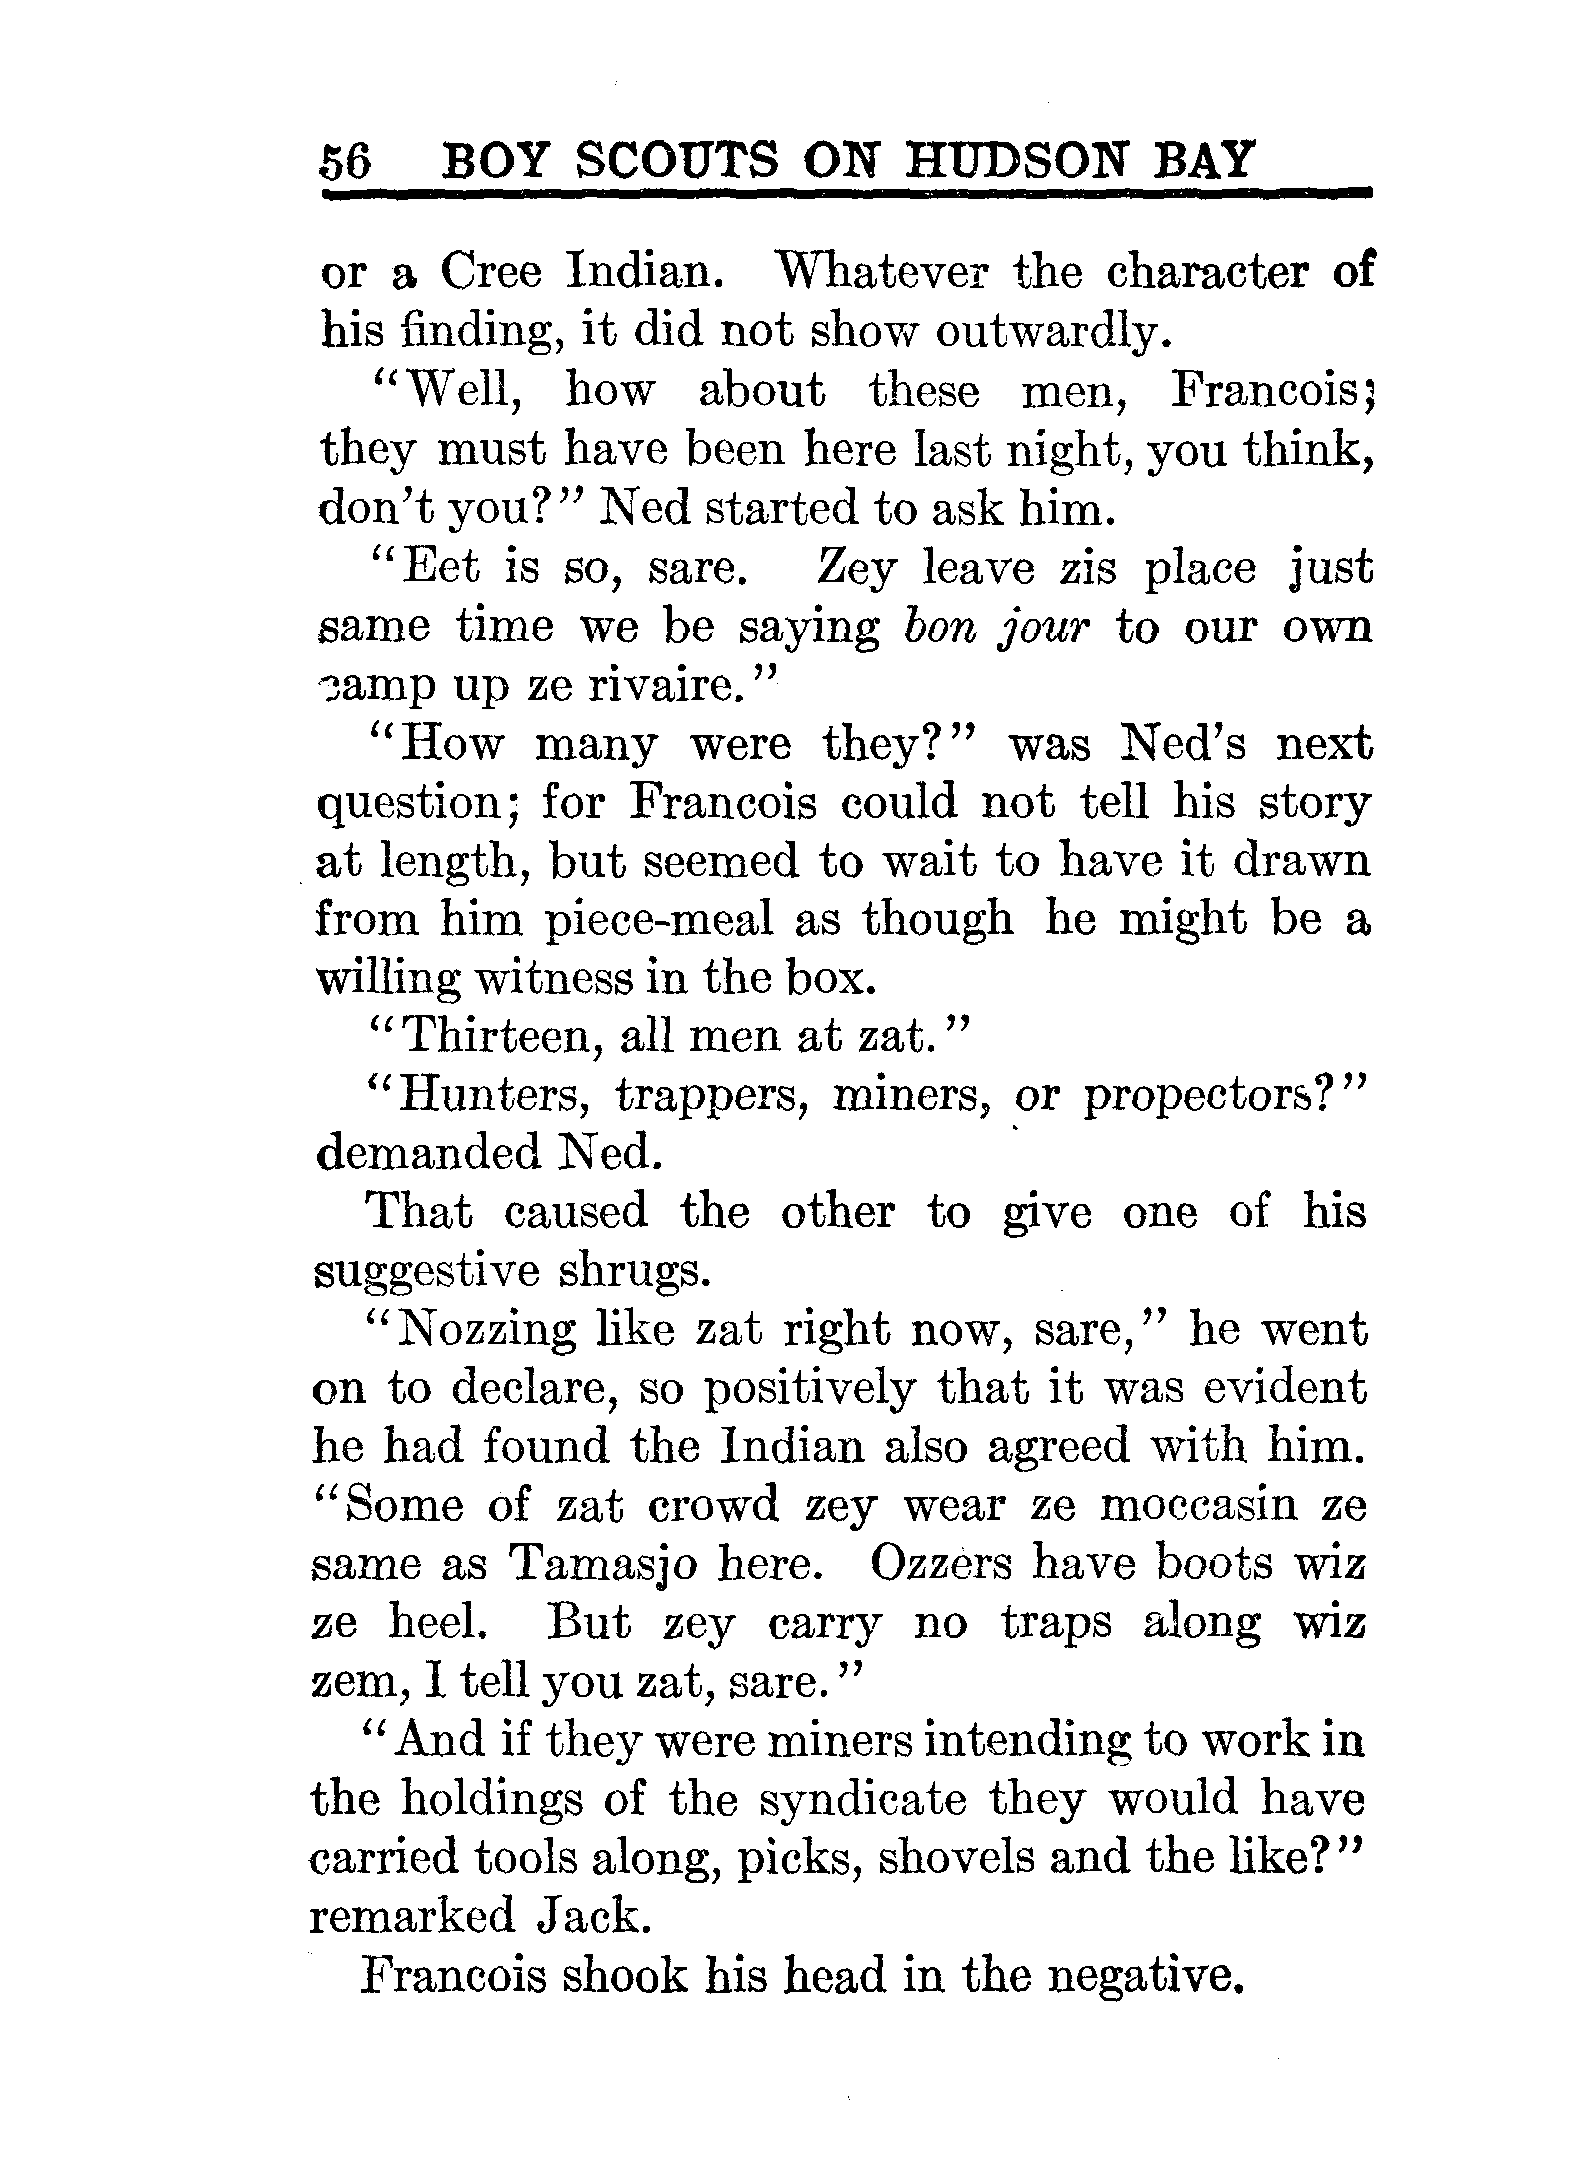 56 BOY SCOUTS ON HUDSON BAY
or a Cree Indian. Whatever the character of
his finding, it did not show outwardly.
"Well, how about these men, Francois;
they must have been here last night, you think,
don't you?" Ned started to ask him.
"Eet is so, sare. Zey leave zis place just
same time we be saying bon jour to our own
camp up ze rivaire."
"How many were they?" was Ned's next
question; for Francois could not tell his story
at length, but seemed to wait to have it drawn
from him piece-meal as though he might be a
willing witness in the box.
"Thirteen, all men at zat."
"Hunters, trappers, miners, or propectors?"
demanded Ned.
That caused the other to give one of his
suggestive shrugs.
"Nozzing like zat right now, sare," he went
on to declare, so positively that it was evident
he had found the Indian also agreed with him.
"Some of zat crowd zey wear ze moccasin ze
same as Tamasjo here. Ozzers have boots wiz
ze heel. But zey carry no traps along wiz
zem, I tell you zat, sare."
"And if they were miners intending to work in
the holdings of the syndicate they would have
carried tools along, picks, shovels and the like?"
remarked Jack.
Francois shook his head in the negative.